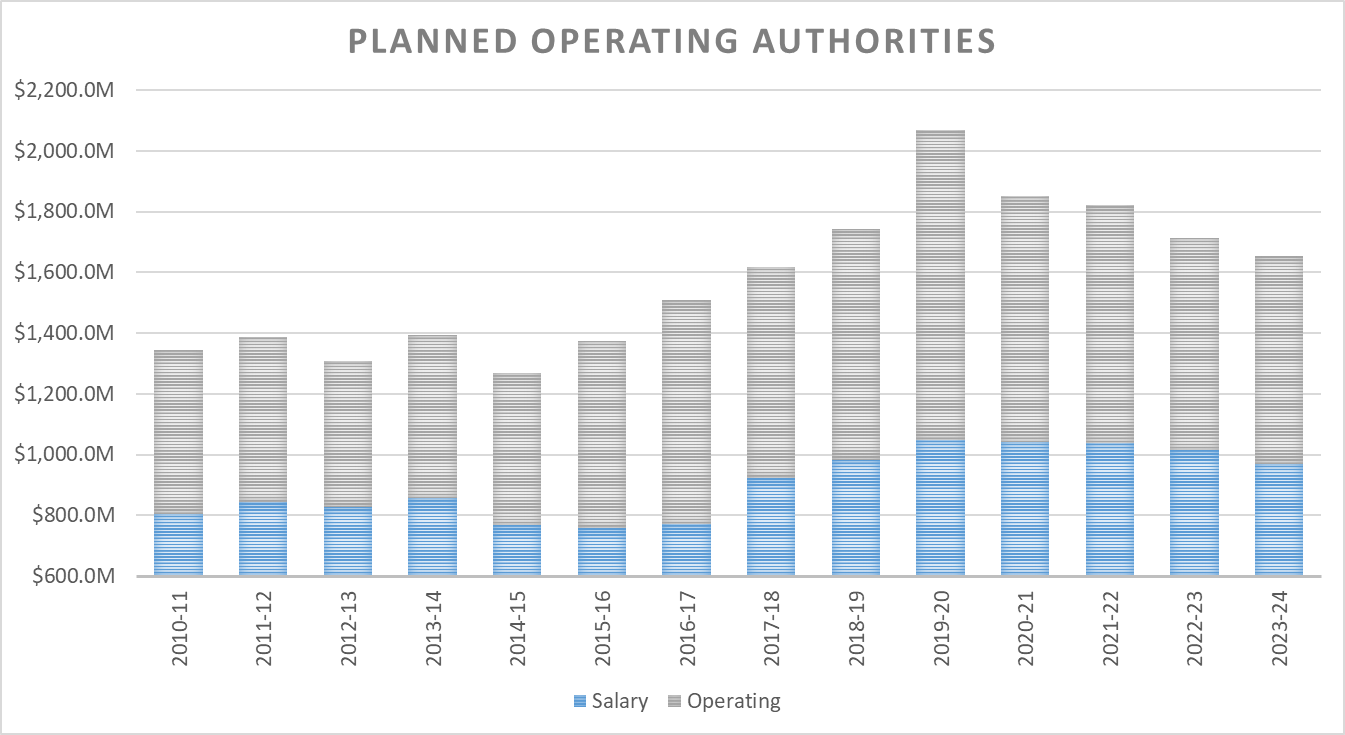 PLANNED OPERATING AUTHORITIES
$2,200.0M
$2,000.0M
$1,800.0M
$1,600.0M
$1,400.0M
$1,200.0M
$1,000.0M
$800.0M
$600.0M
2010-11
2011-12
2012-13
2013-14
2014-15
2015-16
2016-17
2017-18
2018-19
2019-20
2020-21
2021-22
2022-23
2023-24
Salary
Operating